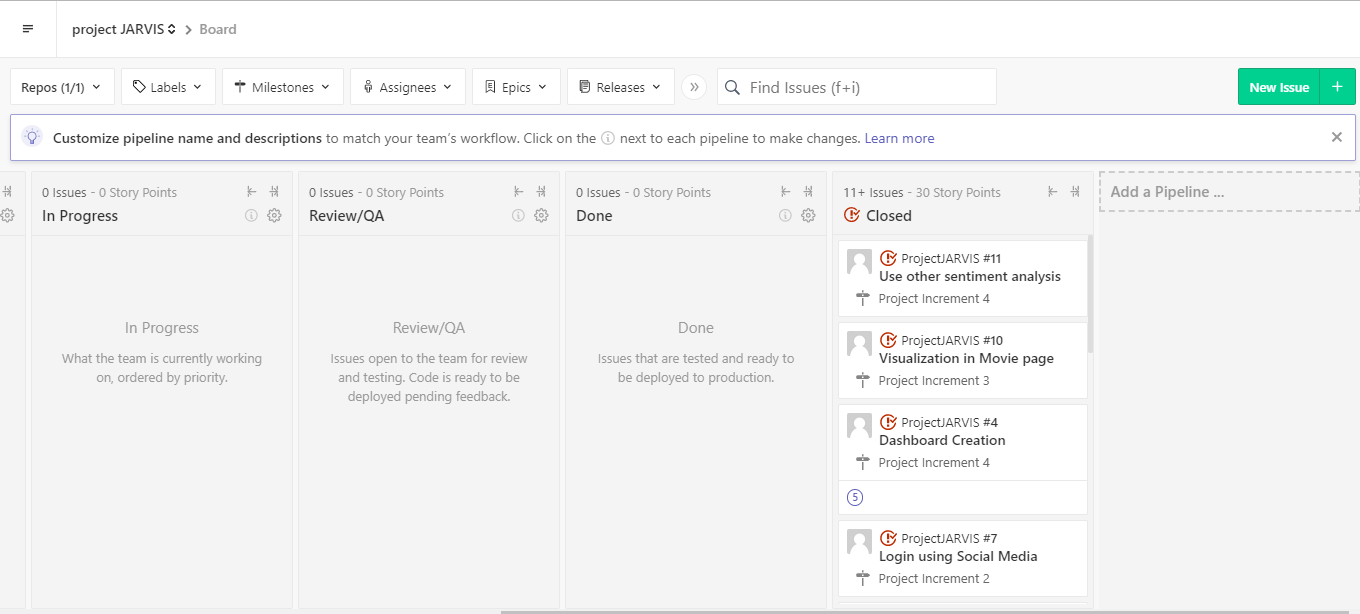 project JARVIS Board
Repos (1/1) Labels Milestones Assignees Epics Releases Find Issues (f+i) New Issue +
Customize pipeline name and descriptions to match your team's workflow. Click on the next to each pipeline to make changes. Learn more
0 Issues - 0 Story Points
In Progress
In Progress
What the team is currently working
on, ordered by priority.
0 Issues - 0 Story Points
Review/QA
Review/QA
Issues open to the team for review
and testing. Code is ready to be
deployed pending feedback.
0 Issues - 0 Story Points
Done
Done
Issues that are tested and ready to
be deployed to production.
11+ Issues - 30 Story Points
Closed
ProjectJARVIS #11
Use other sentiment analysis
Project Increment 4
ProjectJARVIS #10
Visualization in Movie page
Project Increment 3
ProjectJARVIS #4
Dashboard Creation
Project Increment 4
5
ProjectJARVIS #7
Login using Social Media
Project Increment 2
Add a Pipeline ...